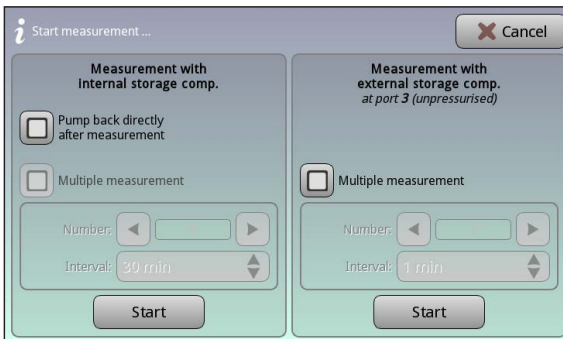 Start measurement ...
Cancel
Measurement with
internal storage comp.
Pump back directly
after measurement
Multiple measurement
Number:
Interval: 30 min
Start
Measurement with
external storage comp.
at port 3 (unpressurised)
Multiple measurement
Number:
Interval: 1 min
Start